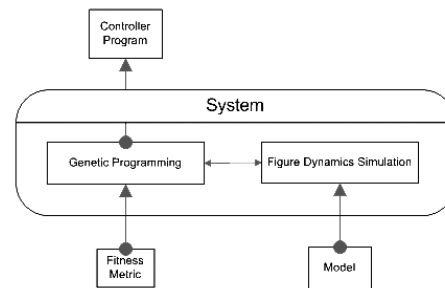 Controller
Program
System
Genetic Programming
Figure Dynamics Simulation
Fitness
Metric
Model